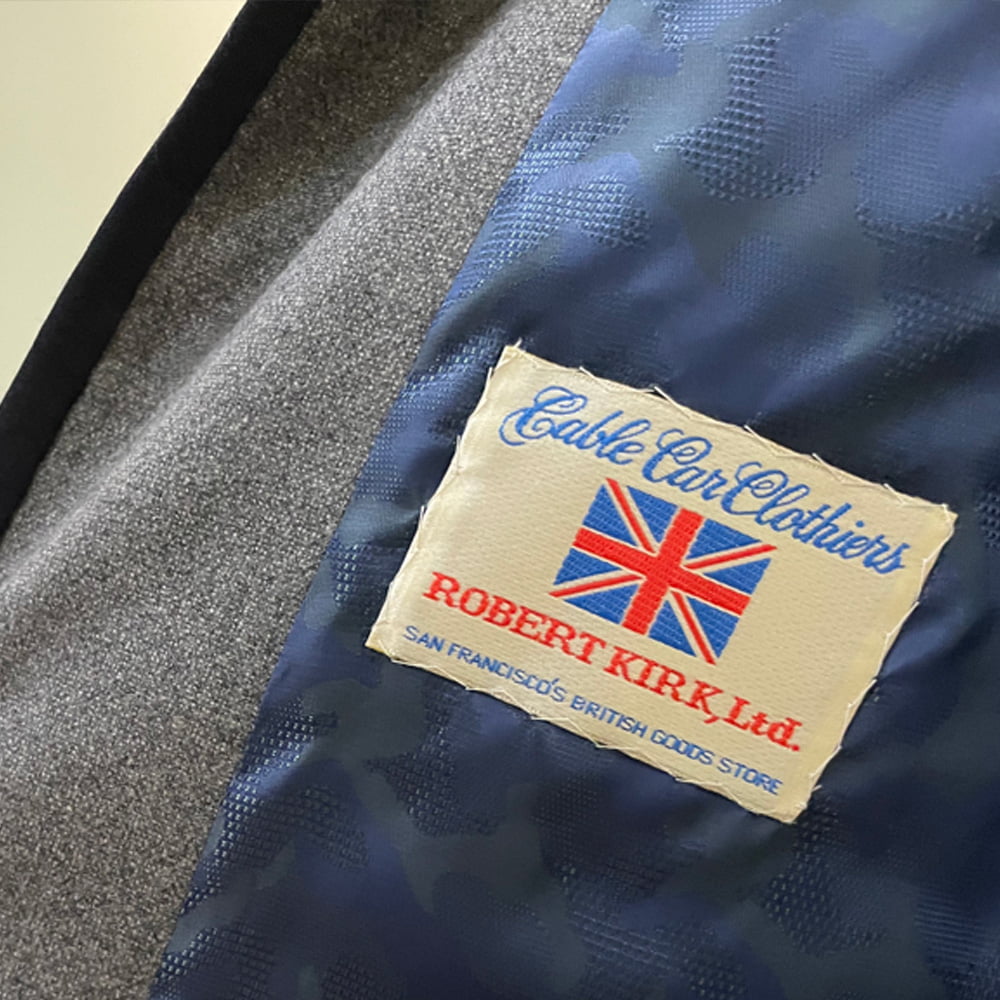 Cable Car Clothiers
ROBERT KIRK, Ltd.
SAN FRANCISCO'S BRITISH GOODS STORE